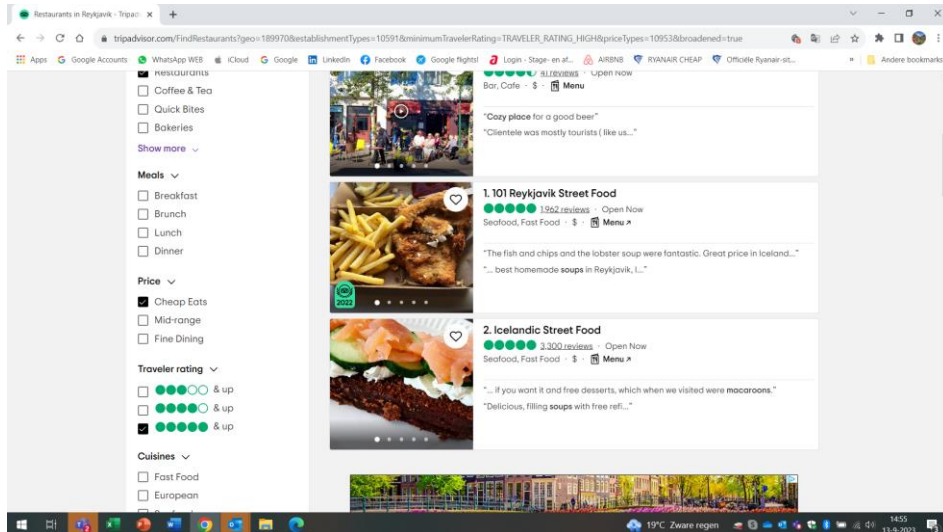 Restaurants in Reykjavik - Tripad
tripadvisor.com/FindRestaurants?geo=189970&establishmentTypes=10591&minimumTravelerRating=TRAVELER_RATING_HIGH&priceTypes=10953&broadened=true
Apps Google Accounts WhatsApp WEB iCloud Google LinkedIn Facebook Google flights! Login - Stage- en af... AIRBNB RYANAIR CHEAP Officiële Ryanair-sit... » Andere bookmarks
Restaurants
Coffee & Tea
Quick Bites
Bakeries
Show more
Meals
Breakfast
Brunch
Lunch
Dinner
Price
Cheap Eats
Mid-range
Fine Dining
Traveler rating
& up
& up
& up
Cuisines
Fast Food
European
41 reviews · Open Now
Bar, Cafe · $ · Menu
"Cozy place for a good beer"
"Clientele was mostly tourists ( like us..."
1. 101 Reykjavik Street Food
1,962 reviews · Open Now
Seafood, Fast Food · $ · Menu
"The fish and chips and the lobster soup were fantastic. Great price in Iceland..."
"... best homemade soups in Reykjavik, I..."
2022
2. Icelandic Street Food
3,300 reviews · Open Now
Seafood, Fast Food · $ · Menu
"... if you want it and free desserts, which when we visited were macaroons."
"Delicious, filling soups with free refi..."
19°C Zware regen
14:55
13-9-2023